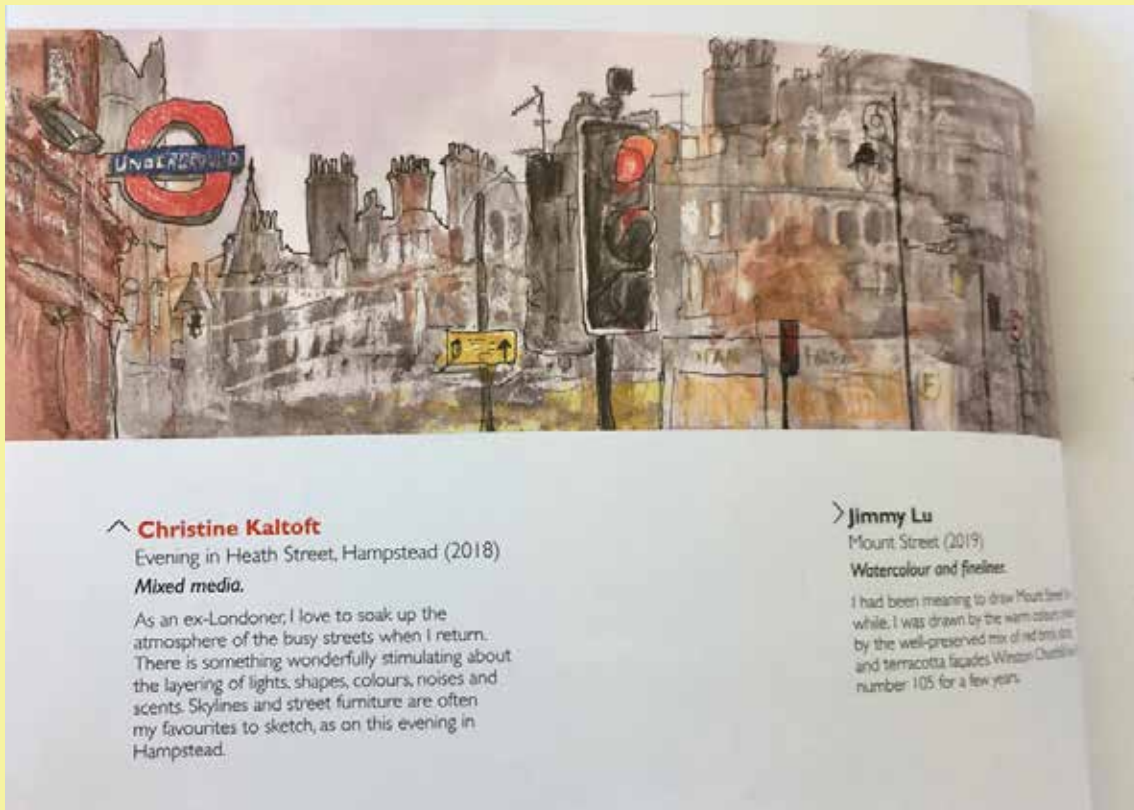 UNDERGROUND
F
Christine Kaltoft
Evening in Heath Street, Hampstead (2018)
Mixed media.
As an ex-Londoner, I love to soak up the
atmosphere of the busy streets when I return.
There is something wonderfully stimulating about
the layering of lights, shapes, colours, noises and
scents. Skylines and street furniture are often
my favourites to sketch, as on this evening in
Hampstead.
Jimmy Lu
Mount Street (2019)
Watercolour and fineliner.
I had been meaning to draw Mount Street
while. I was drawn by the warm colours
by the well-preserved mix of red brick
and terracotta façades. Winston Churchill
number 105 for a few years.